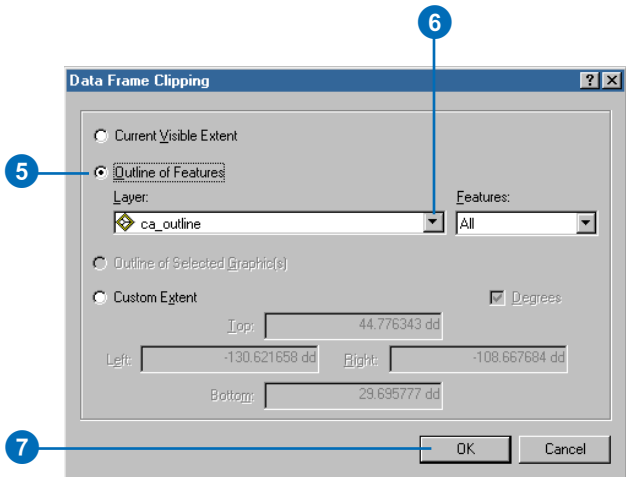 6
Data Frame Clipping
Current Visible Extent
5
Outline of Features
Layer: Features:
ca_outline All
Outline of Selected Graphic(s)
Custom Extent Degrees
Top: 44.776343 dd
Left: -130.621658 dd Right: -108.667684 dd
Bottom: 29.695777 dd
7
OK Cancel